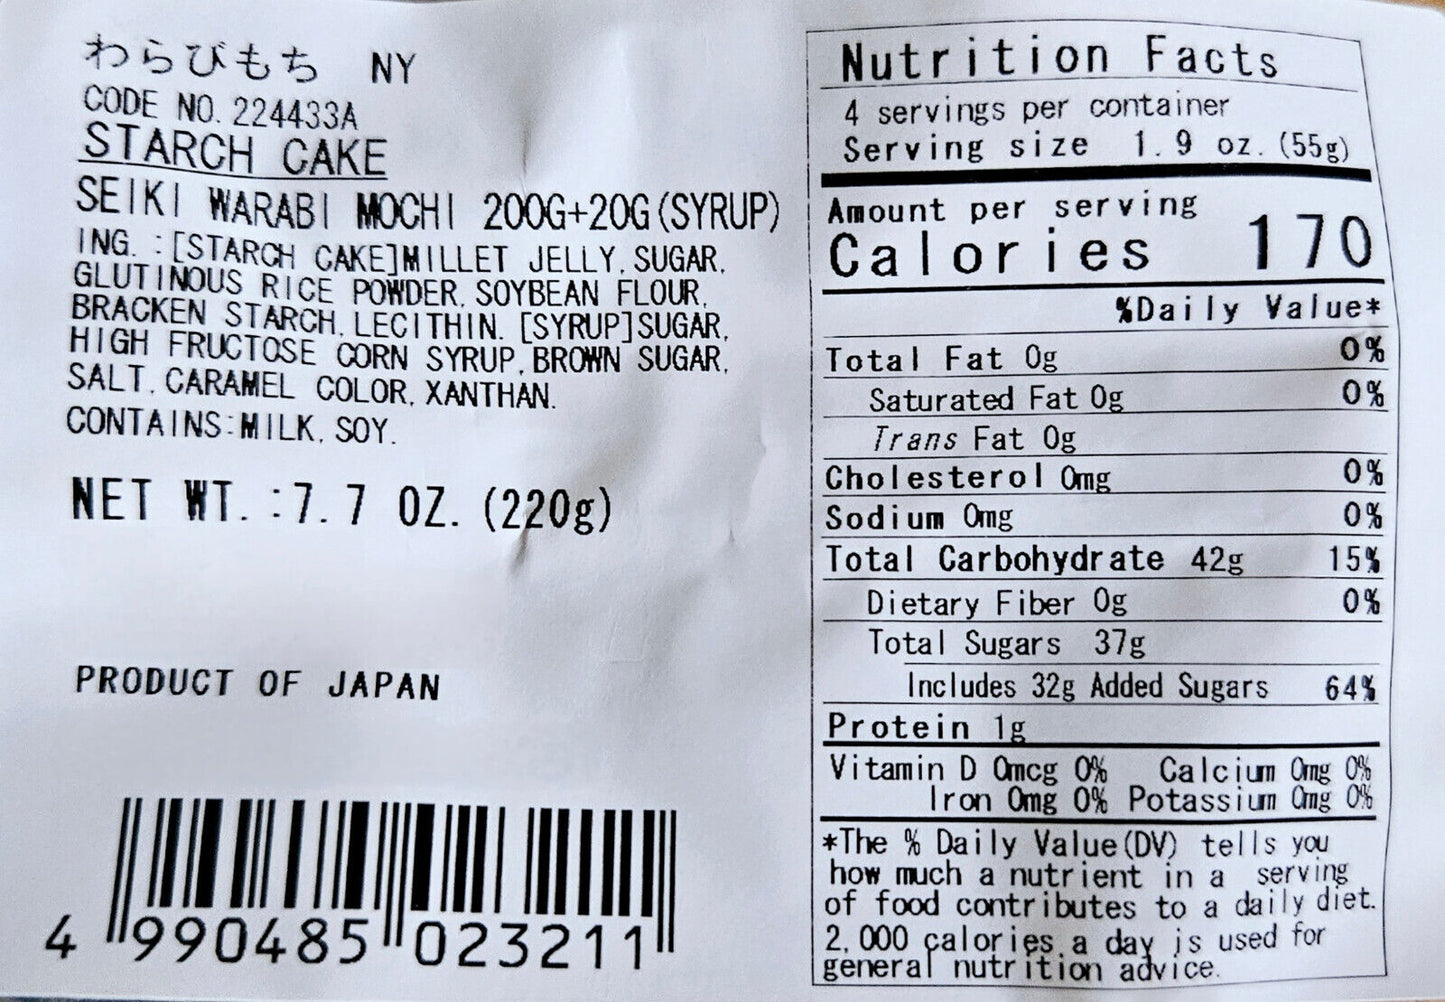 わらびもち NY
CODE NO. 224433A
STARCH CAKE
SEIKI WARABI MOCHI 200G+20G(SYRUP)
ING. :[STARCH CAKE]MILLET JELLY, SUGAR,
GLUTINOUS RICE POWDER, SOYBEAN FLOUR,
BRACKEN STARCH, LECITHIN. [SYRUP]SUGAR,
HIGH FRUCTOSE CORN SYRUP, BROWN SUGAR,
SALT, CARAMEL COLOR, XANTHAN.
CONTAINS:MILK, SOY.
NET WT. :7.7 OZ. (220g)
PRODUCT OF JAPAN
4 990485 023211
Nutrition Facts
4 servings per container
Serving size 1.9 oz. (55g)
Amount per serving
Calories 170
%Daily Value*
Total Fat 0g 0%
Saturated Fat 0g 0%
Trans Fat 0g
Cholesterol 0mg 0%
Sodium 0mg 0%
Total Carbohydrate 42g 15%
Dietary Fiber 0g 0%
Total Sugars 37g
Includes 32g Added Sugars 64%
Protein 1g
Vitamin D 0mcg 0% Calcium 0mg 0%
Iron 0mg 0% Potassium 0mg 0%
*The % Daily Value(DV) tells you
how much a nutrient in a serving
of food contributes to a daily diet.
2,000 calories a day is used for
general nutrition advice.